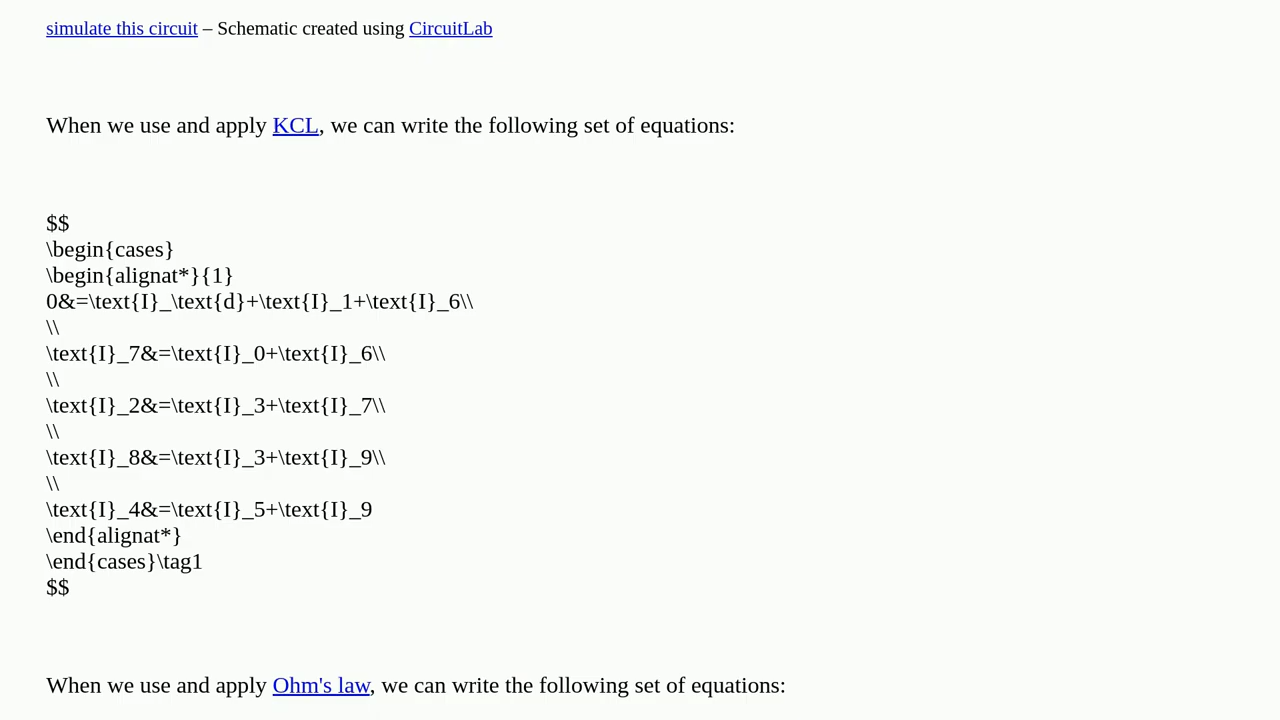 simulate this circuit – Schematic created using CircuitLab
When we use and apply KCL, we can write the following set of equations:
$$
\begin{cases}
\begin{alignat*}{1}
0&=\text{I}_\text{d}+\text{I}_1+\text{I}_6\\
\\
\text{I}_7&=\text{I}_0+\text{I}_6\\
\\
\text{I}_2&=\text{I}_3+\text{I}_7\\
\\
\text{I}_8&=\text{I}_3+\text{I}_9\\
\\
\text{I}_4&=\text{I}_5+\text{I}_9
\end{alignat*}
\end{cases}\tag1
$$
When we use and apply Ohm's law, we can write the following set of equations: